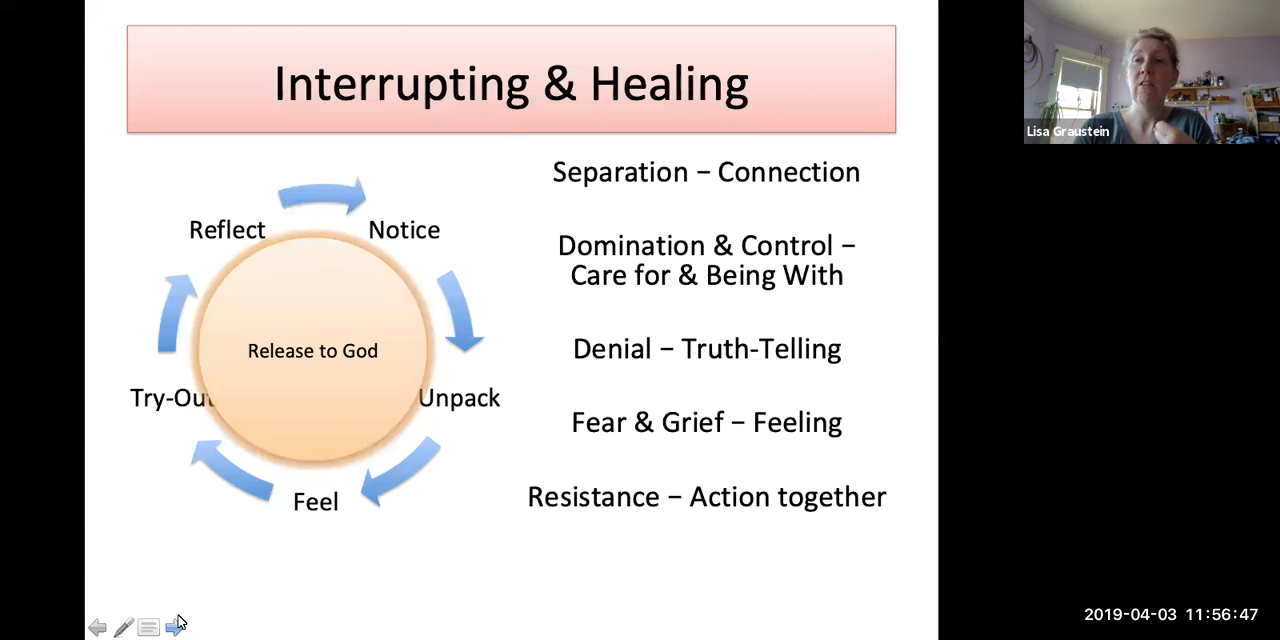 Interrupting & Healing
Lisa Graustein
Reflect
Notice
Release to God
Try-Out
Unpack
Feel
Separation – Connection
Domination & Control –
Care for & Being With
Denial – Truth-Telling
Fear & Grief – Feeling
Resistance – Action together
2019-04-03 11:56:47